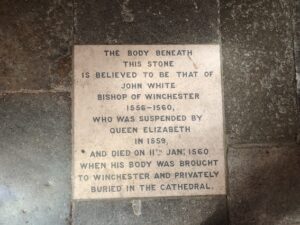 THE BODY BENEATH
THIS STONE
IS BELIEVED TO BE THAT OF
JOHN WHITE
BISHOP OF WINCHESTER
1556-1560,
WHO WAS SUSPENDED BY
QUEEN ELIZABETH
IN 1559,
AND DIED ON 11TH JAN, 1560
WHEN HIS BODY WAS BROUGHT
TO WINCHESTER AND PRIVATELY
BURIED IN THE CATHEDRAL.